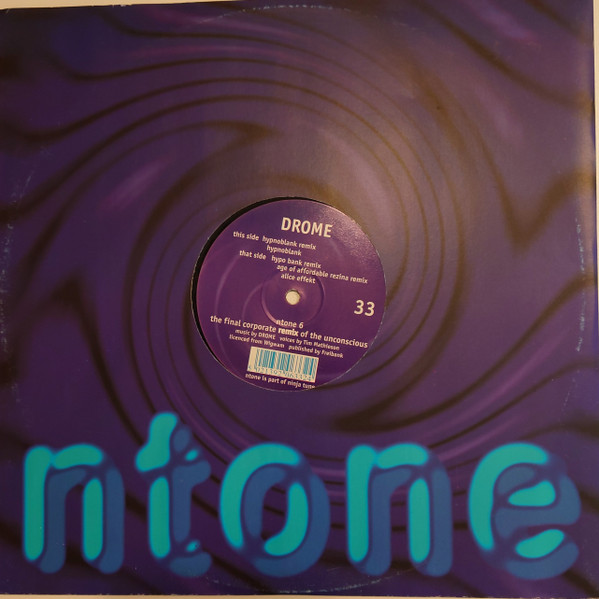 DROME
this side hypnoblank remix
hypnoblank
that side hypo bank remix
age of affordable rezina remix
alice effekt
33
ntone 6
the final corporate remix of the unconscious
music by DROME voices by Tim Mathieson
licenced from Wigwam published by Freibank
ntone is part of ninja tune
ntone